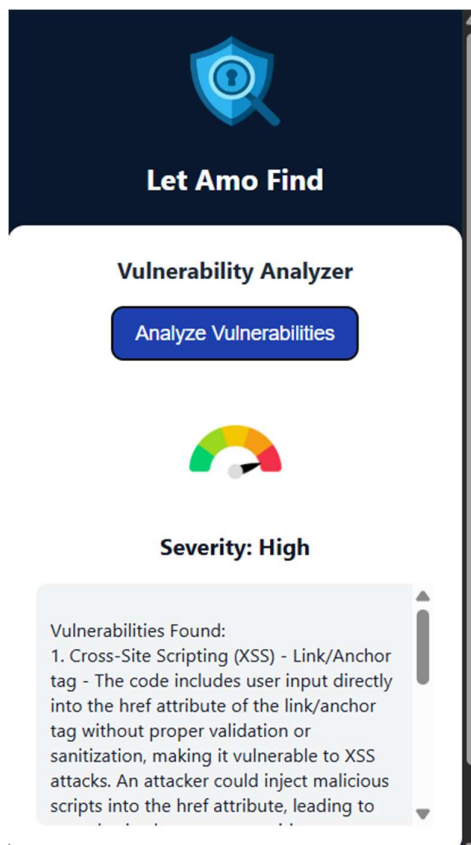 Let Amo Find
Vulnerability Analyzer
Analyze Vulnerabilities
Severity: High
Vulnerabilities Found:
1. Cross-Site Scripting (XSS) - Link/Anchor
tag - The code includes user input directly
into the href attribute of the link/anchor
tag without proper validation or
sanitization, making it vulnerable to XSS
attacks. An attacker could inject malicious
scripts into the href attribute, leading to